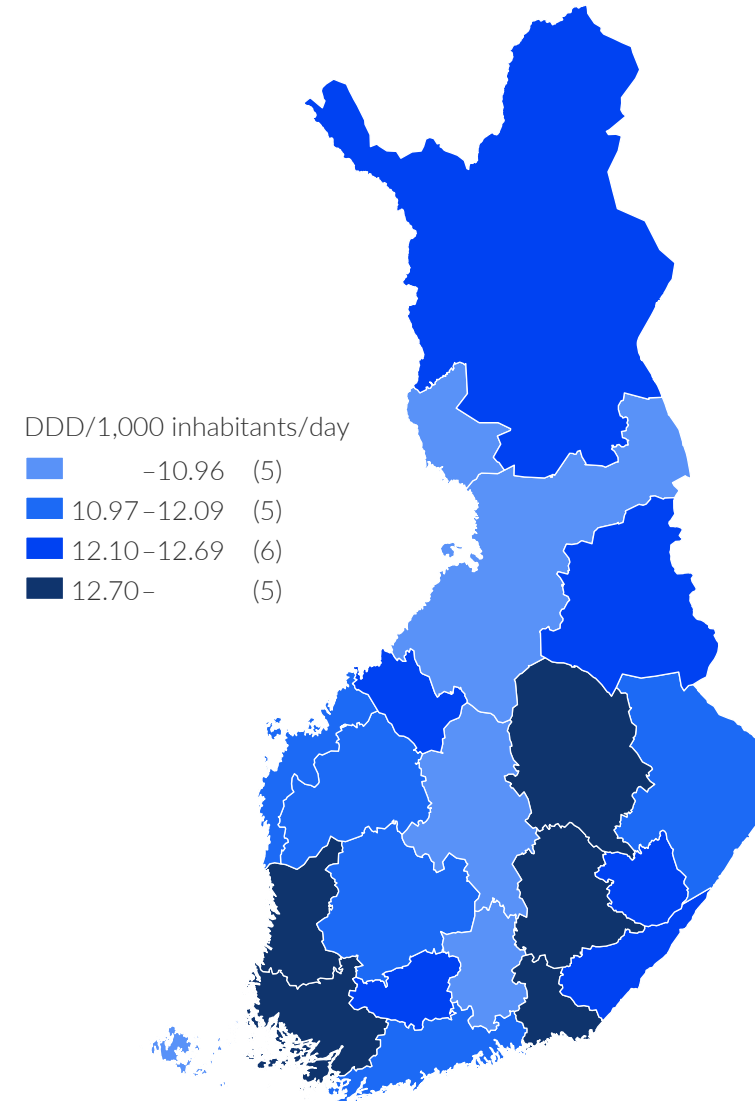 DDD/1,000 inhabitants/day
–10.96 (5)
10.97–12.09 (5)
12.10–12.69 (6)
12.70– (5)